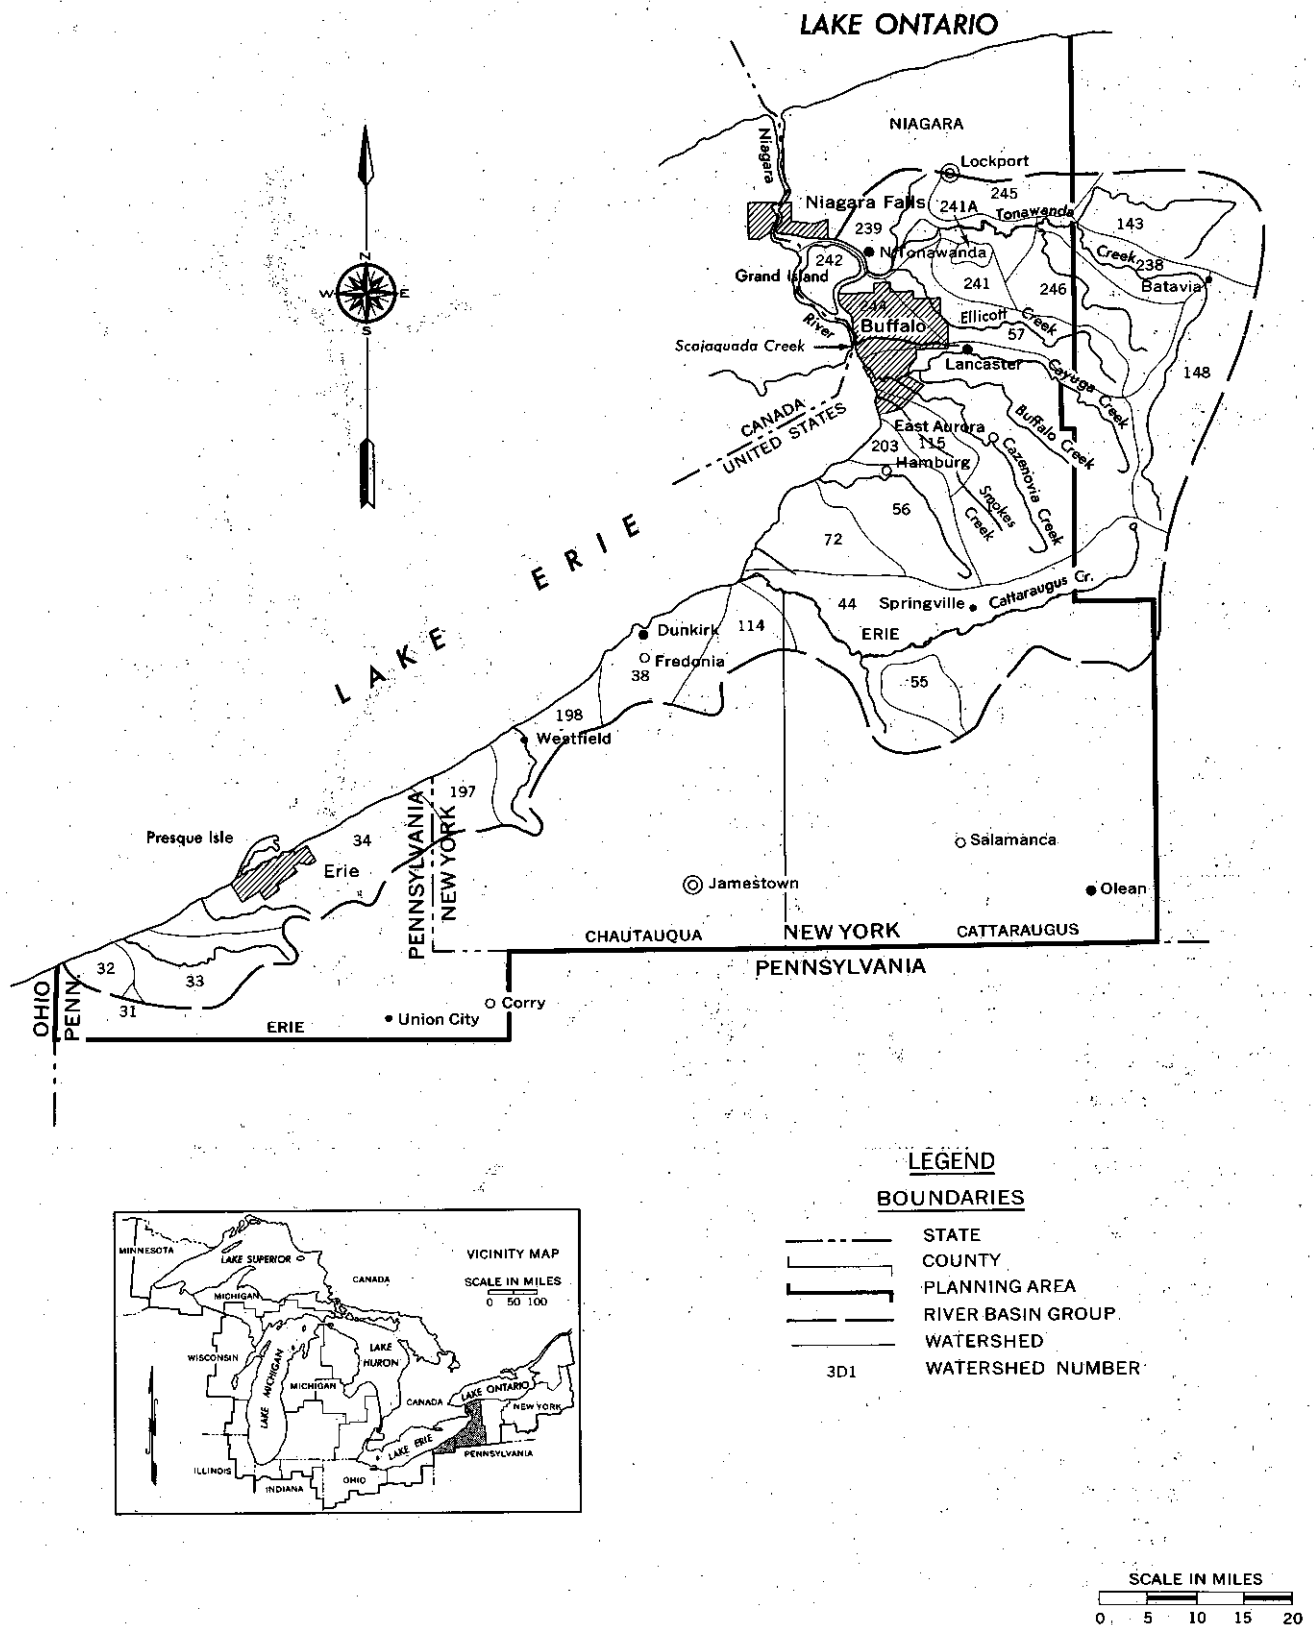 LAKE ONTARIO
NIAGARA
Niagara
Lockport
245
Niagara Falls
241A
Tonawanda
143
239
N.Tonawanda
Creek
238
242
Grand Island
241
246
Batavia
244
River
Buffalo
Ellicott
Creek
57
Scajaquada Creek
Lancaster
Cayuga Creek
148
CANADA
UNITED STATES
East Aurora
Buffalo Creek
203
115
Hamburg
Cazenovia Creek
Smokes
Creek
56
72
N
W
E
S
LAKE ERIE
44
Springville
Cattaraugus Cr.
ERIE
114
Dunkirk
Fredonia
38
55
198
Westfield
197
PENNSYLVANIA
NEW YORK
Presque Isle
34
Erie
Salamanca
Jamestown
Olean
CHAUTAUQUA
NEW YORK
CATTARAUGUS
PENNSYLVANIA
32
33
31
OHIO
PENN.
Corry
Union City
ERIE
LEGEND
BOUNDARIES
STATE
COUNTY
PLANNING AREA
RIVER BASIN GROUP
WATERSHED
3D1 WATERSHED NUMBER
VICINITY MAP
SCALE IN MILES
0 50 100
MINNESOTA
LAKE SUPERIOR
CANADA
MICHIGAN
WISCONSIN
LAKE MICHIGAN
LAKE
HURON
MICHIGAN
CANADA
LAKE ONTARIO
NEW YORK
LAKE ERIE
PENNSYLVANIA
ILLINOIS
INDIANA
OHIO
SCALE IN MILES
0 5 10 15 20